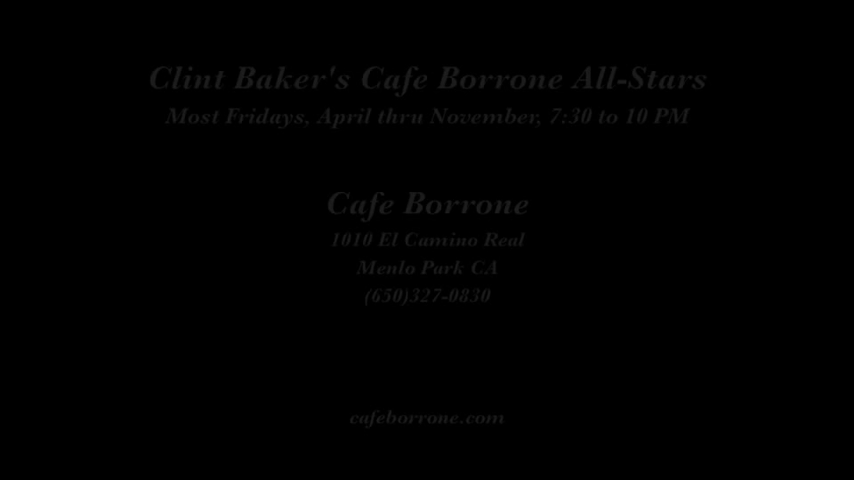 Clint Baker's Cafe Borrone All-Stars
Most Fridays, April thru November, 7:30 to 10 PM
Cafe Borrone
1010 El Camino Real
Menlo Park CA
(650)327-0830
cafeborrone.com